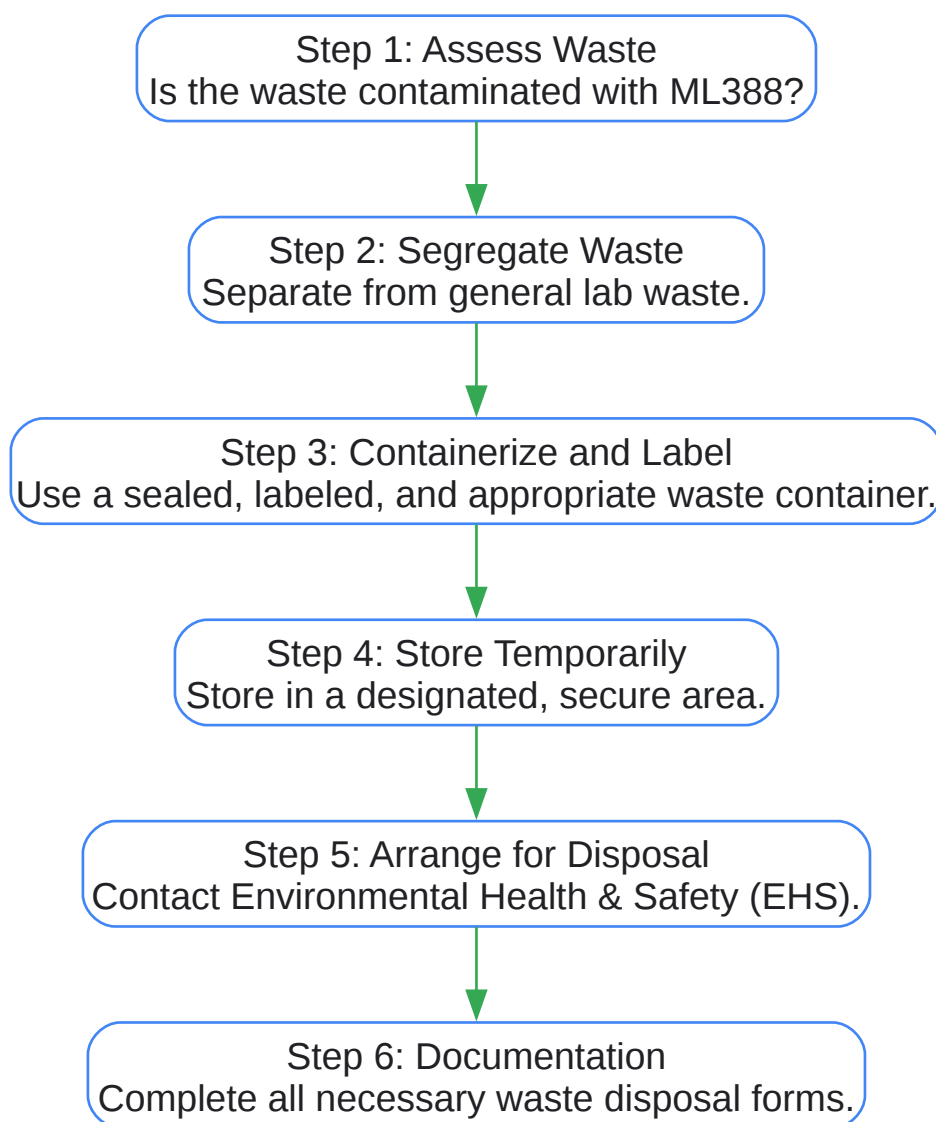 Step 1: Assess Waste
Is the waste contaminated with ML388?
Step 2: Segregate Waste
Separate from general lab waste.
Step 3: Containerize and Label
Use a sealed, labeled, and appropriate waste container.
Step 4: Store Temporarily
Store in a designated, secure area.
Step 5: Arrange for Disposal
Contact Environmental Health & Safety (EHS).
Step 6: Documentation
Complete all necessary waste disposal forms.